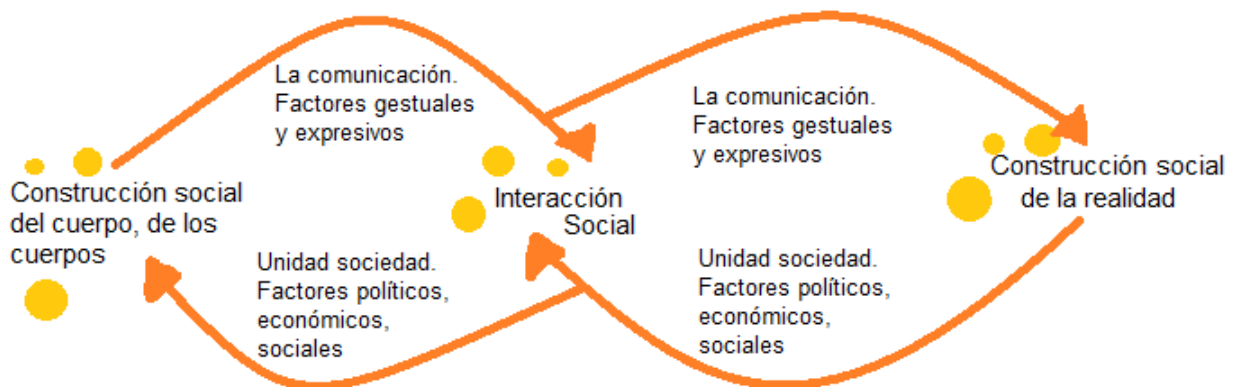 La comunicación.
Factores gestuales
y expresivos
La comunicación.
Factores gestuales
y expresivos
Construcción social
del cuerpo, de los
cuerpos
Interacción
Social
Construcción social
de la realidad
Unidad sociedad.
Factores políticos,
económicos,
sociales
Unidad sociedad.
Factores políticos,
económicos,
sociales